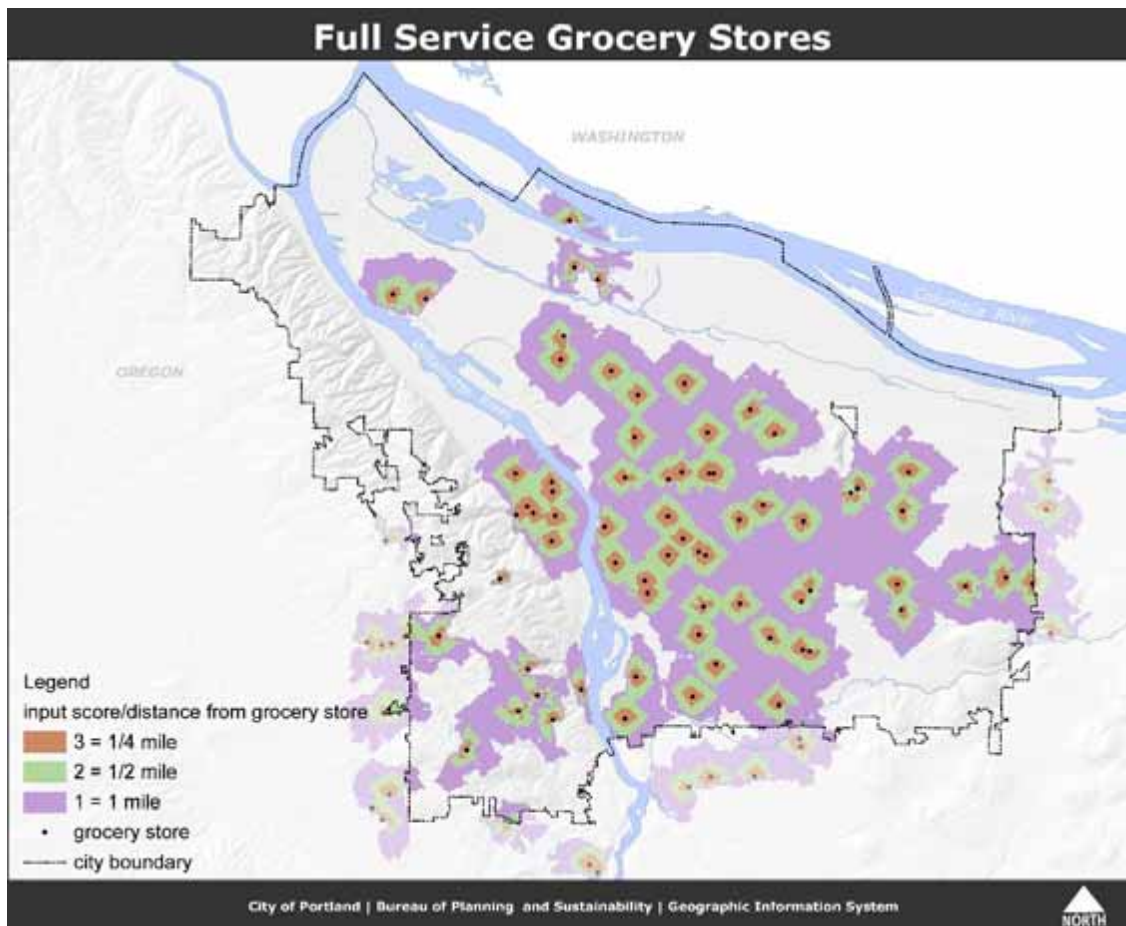 Full Service Grocery Stores
WASHINGTON
Columbia River
OREGON
Legend
input score/distance from grocery store
3 = 1/4 mile
2 = 1/2 mile
1 = 1 mile
grocery store
city boundary
City of Portland | Bureau of Planning and Sustainability | Geographic Information System
NORTH